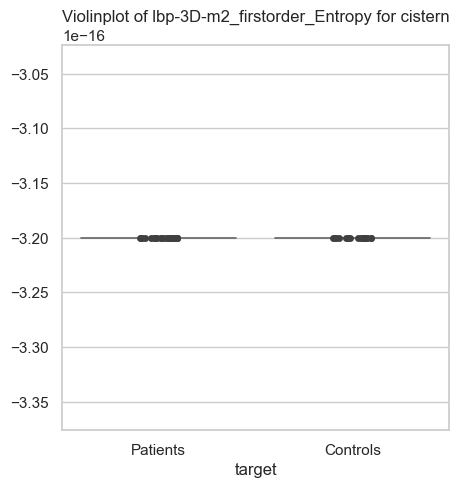 Violinplot of lbp-3D-m2_firstorder_Entropy for cistern
1e−16
−3.05
−3.10
−3.15
−3.20
−3.25
−3.30
−3.35
Patients Controls
target